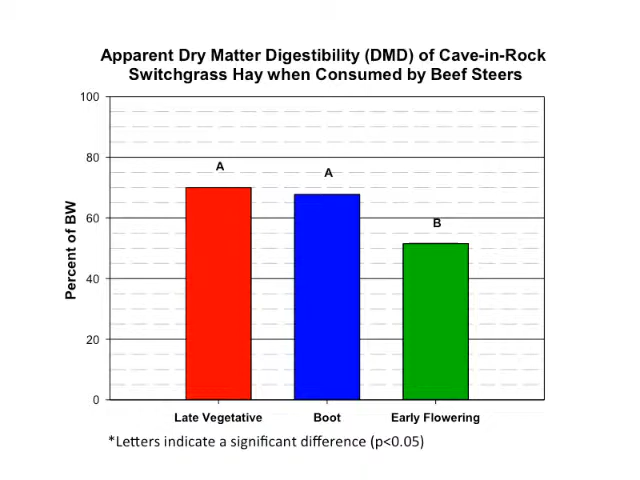 Apparent Dry Matter Digestibility (DMD) of Cave-in-Rock
Switchgrass Hay when Consumed by Beef Steers
100
80
60
40
20
0
Percent of BW
A
A
B
Late Vegetative
Boot
Early Flowering
*Letters indicate a significant difference (p<0.05)